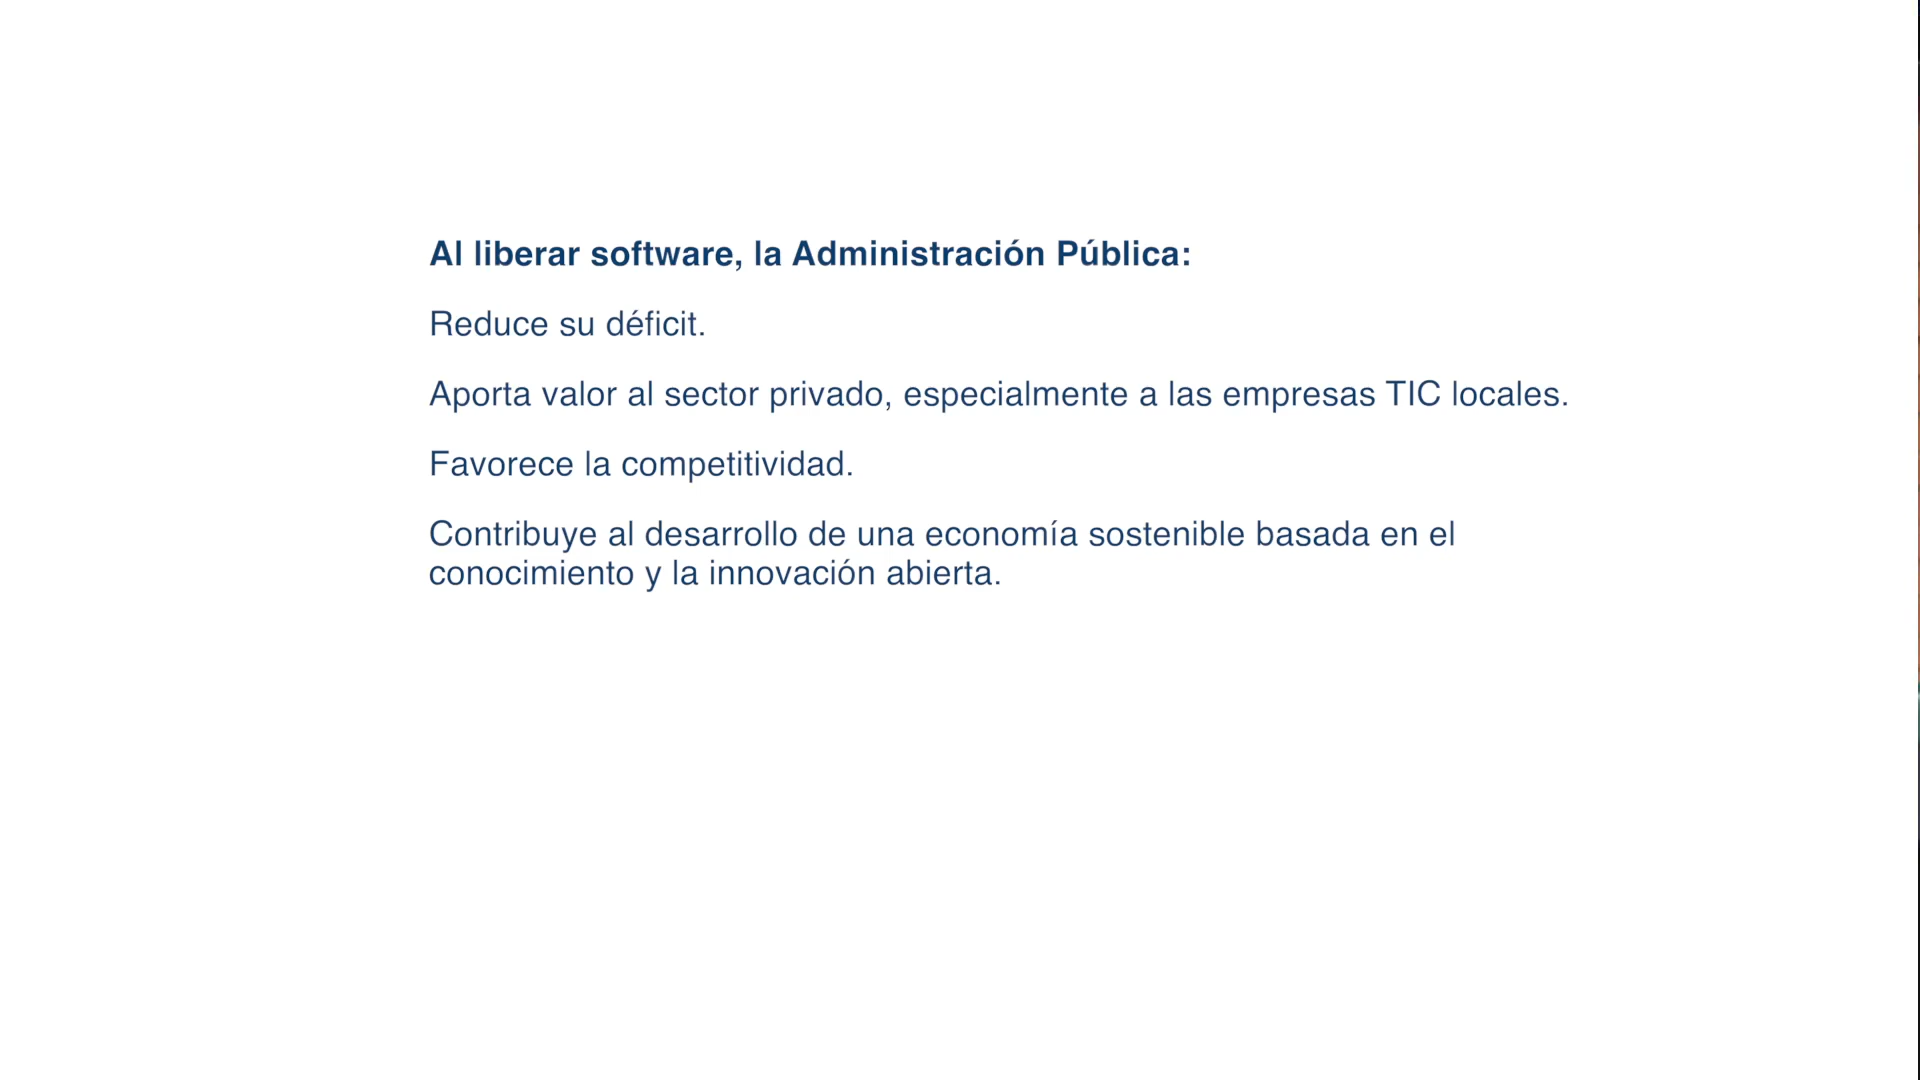 Al liberar software, la Administración Pública:
Reduce su déficit.
Aporta valor al sector privado, especialmente a las empresas TIC locales.
Favorece la competitividad.
Contribuye al desarrollo de una economía sostenible basada en el
conocimiento y la innovación abierta.